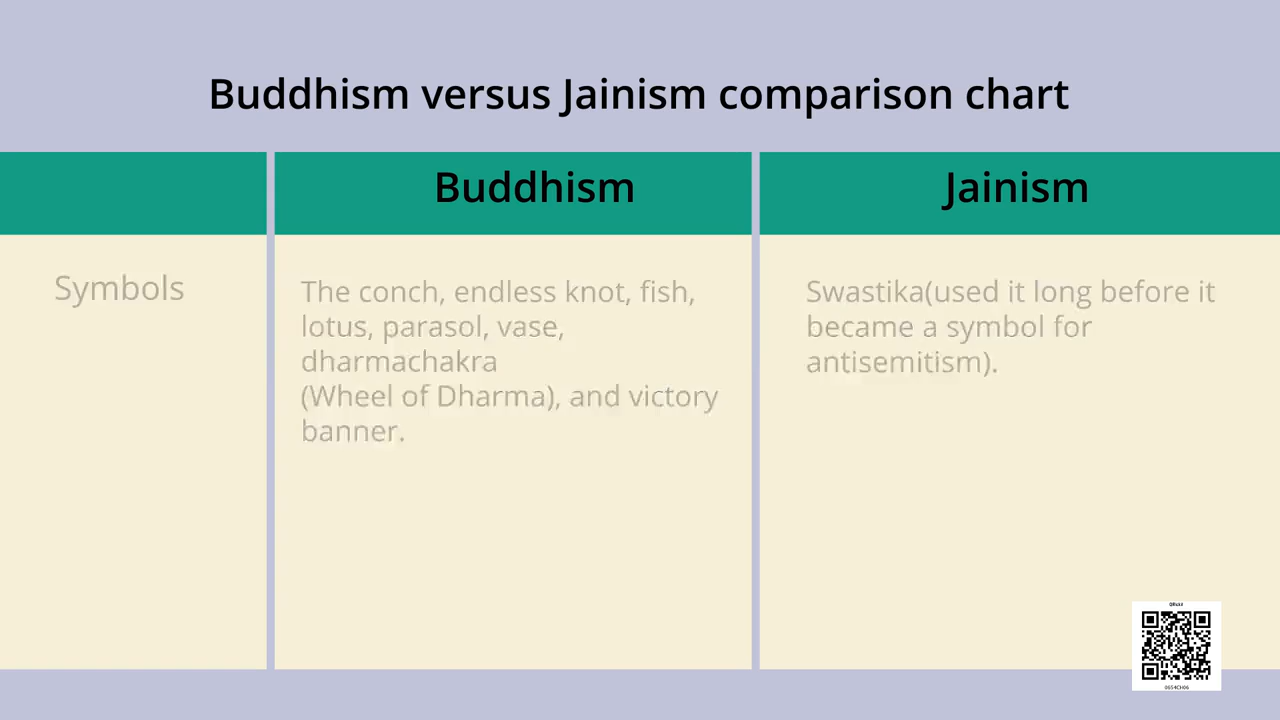 Buddhism versus Jainism comparison chart
Buddhism
Jainism
Symbols
The conch, endless knot, fish,
lotus, parasol, vase,
dharmachakra
(Wheel of Dharma), and victory
banner.
Swastika(used it long before it
became a symbol for
antisemitism).
0654CH06